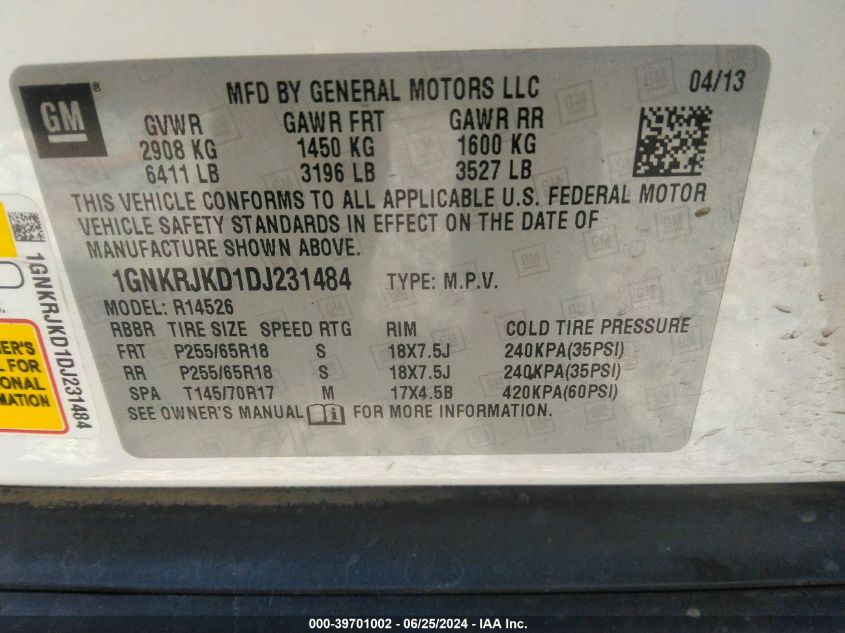 GM®
MFD BY GENERAL MOTORS LLC
04/13
GVWR GAWR FRT GAWR RR
2908 KG 1450 KG 1600 KG
6411 LB 3196 LB 3527 LB
THIS VEHICLE CONFORMS TO ALL APPLICABLE U.S. FEDERAL MOTOR
VEHICLE SAFETY STANDARDS IN EFFECT ON THE DATE OF
MANUFACTURE SHOWN ABOVE.
1GNKRJKD1DJ231484 TYPE: M.P.V.
MODEL: R14526
RBBR TIRE SIZE SPEED RTG RIM COLD TIRE PRESSURE
FRT P255/65R18 S 18X7.5J 240KPA(35PSI)
RR P255/65R18 S 18X7.5J 240KPA(35PSI)
SPA T145/70R17 M 17X4.5B 420KPA(60PSI)
SEE OWNER'S MANUAL FOR MORE INFORMATION.
1GNKRJKD1DJ231484
ER'S
L FOR
ONAL
MATION
000-39701002 - 06/25/2024 - IAA Inc.